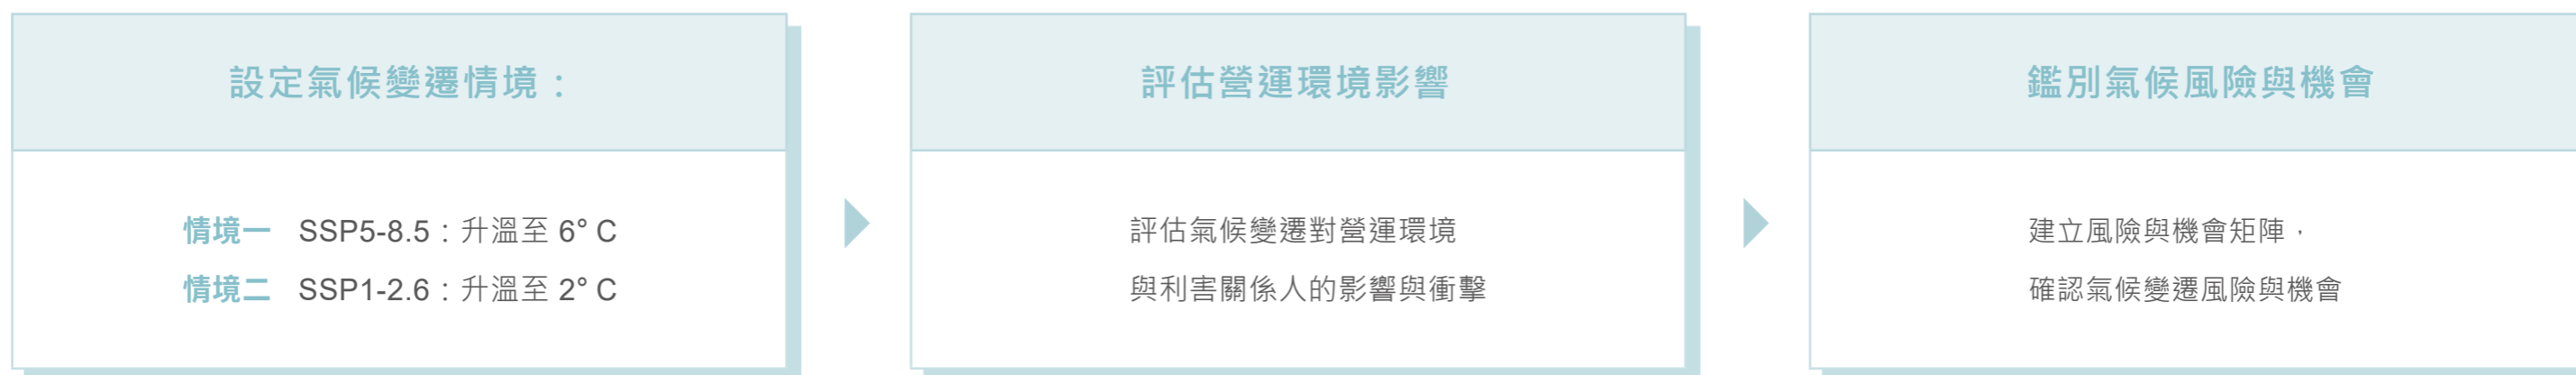 設定氣候變遷情境：
情境一 SSP5-8.5：升溫至 6° C
情境二 SSP1-2.6：升溫至 2° C
評估營運環境影響
評估氣候變遷對營運環境
與利害關係人的影響與衝擊
鑑別氣候風險與機會
建立風險與機會矩陣，
確認氣候變遷風險與機會